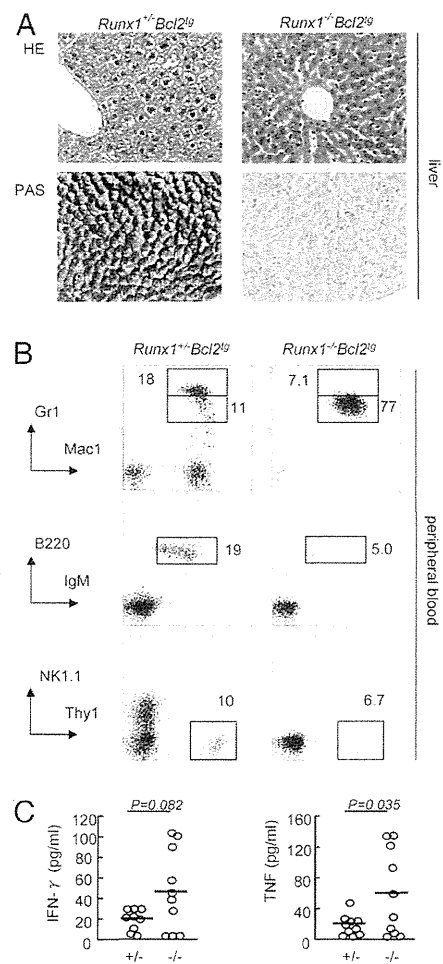 A
Runx1+/-Bcl2tg Runx1-/-Bcl2tg
HE
PAS
liver
B
Runx1+/-Bcl2tg Runx1-/-Bcl2tg
18 7.1
Gr1
11 77
Mac1
B220
19 5.0
IgM
NK1.1
10 6.7
Thy1
peripheral blood
C
P=0.082 P=0.035
IFN-γ (pg/ml)
120
100
80
60
40
20
0
+/- -/-
TNF (pg/ml)
160
120
80
40
0
+/- -/-